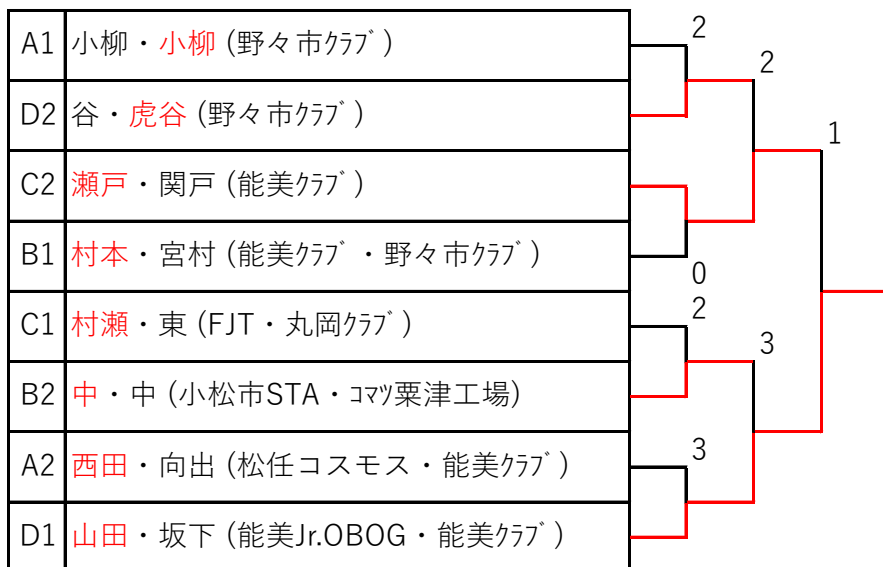 A1 小柳・小柳 (野々市ｸﾗﾌﾞ)
2
2
D2 谷・虎谷 (野々市ｸﾗﾌﾞ)
1
C2 瀬戸・関戸 (能美ｸﾗﾌﾞ)
B1 村本・宮村 (能美ｸﾗﾌﾞ・野々市ｸﾗﾌﾞ)
0
C1 村瀬・東 (FJT・丸岡ｸﾗﾌﾞ)
2
3
B2 中・中 (小松市STA・ｺﾏﾂ粟津工場)
A2 西田・向出 (松任コスモス・能美ｸﾗﾌﾞ)
3
D1 山田・坂下 (能美Jr.OBOG・能美ｸﾗﾌﾞ)